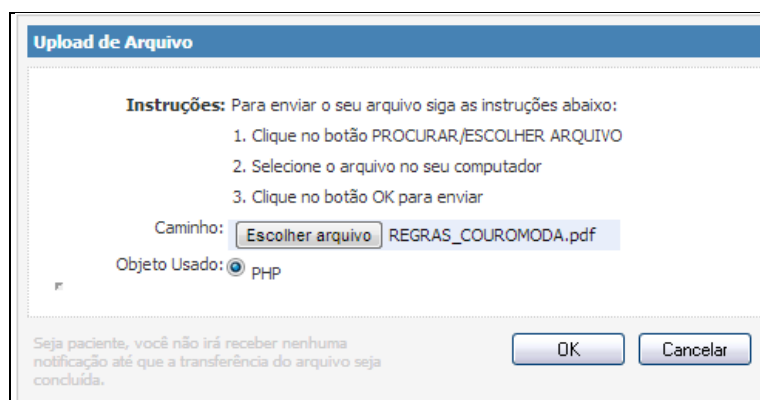 Upload de Arquivo
Instruções: Para enviar o seu arquivo siga as instruções abaixo:
1. Clique no botão PROCURAR/ESCOLHER ARQUIVO
2. Selecione o arquivo no seu computador
3. Clique no botão OK para enviar
Caminho: Escolher arquivo REGRAS_COUROMODA.pdf
Objeto Usado: PHP
Seja paciente, você não irá receber nenhuma
notificação até que a transferência do arquivo seja
concluída.
OK Cancelar